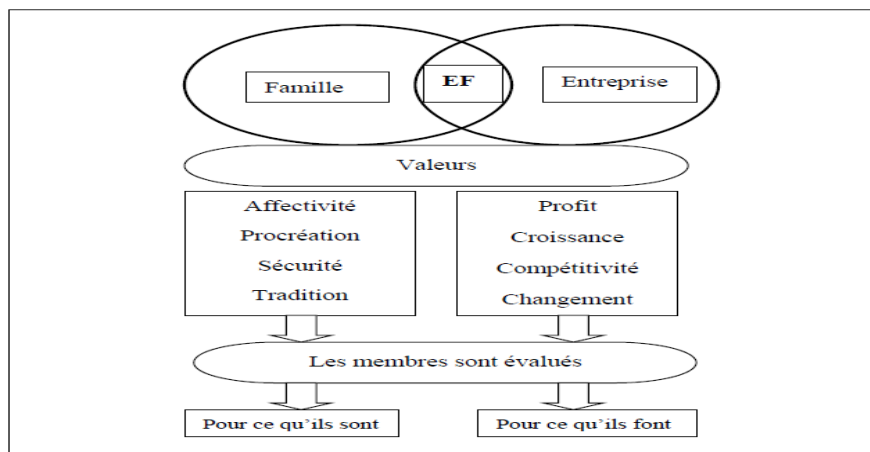 Famille
EF
Entreprise
Valeurs
Affectivité
Procréation
Sécurité
Tradition
Profit
Croissance
Compétitivité
Changement
Les membres sont évalués
Pour ce qu'ils sont
Pour ce qu'ils font